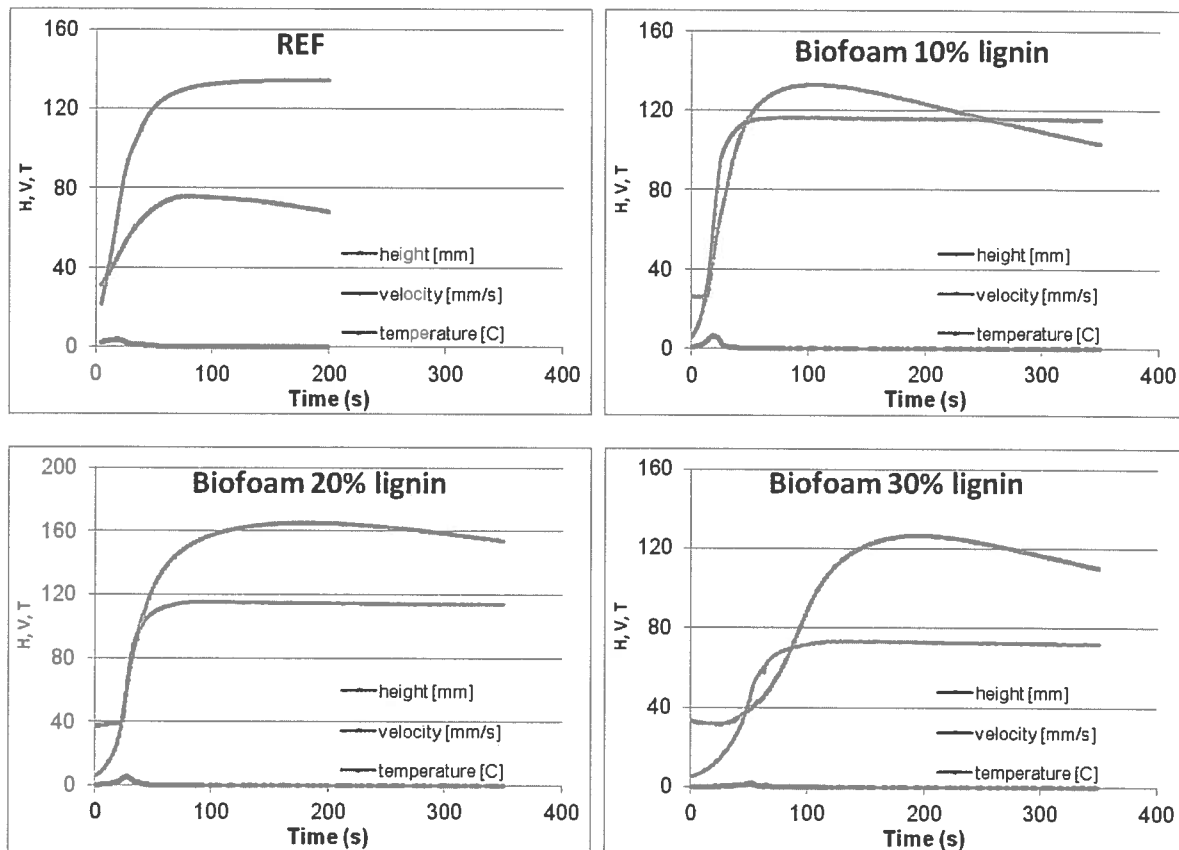 REF
160
120
80
40
0
H, V, T
height [mm]
velocity [mm/s]
temperature [C]
0 100 200 300 400
Time (s)
Biofoam 10% lignin
160
120
80
40
0
H, V, T
height [mm]
velocity [mm/s]
temperature [C]
0 100 200 300 400
Time (s)
Biofoam 20% lignin
200
160
120
80
40
0
H, V, T
height [mm]
velocity [mm/s]
temperature [C]
0 100 200 300 400
Time (s)
Biofoam 30% lignin
160
120
80
40
0
H, V, T
height [mm]
velocity [mm/s]
temperature [C]
0 100 200 300 400
Time (s)